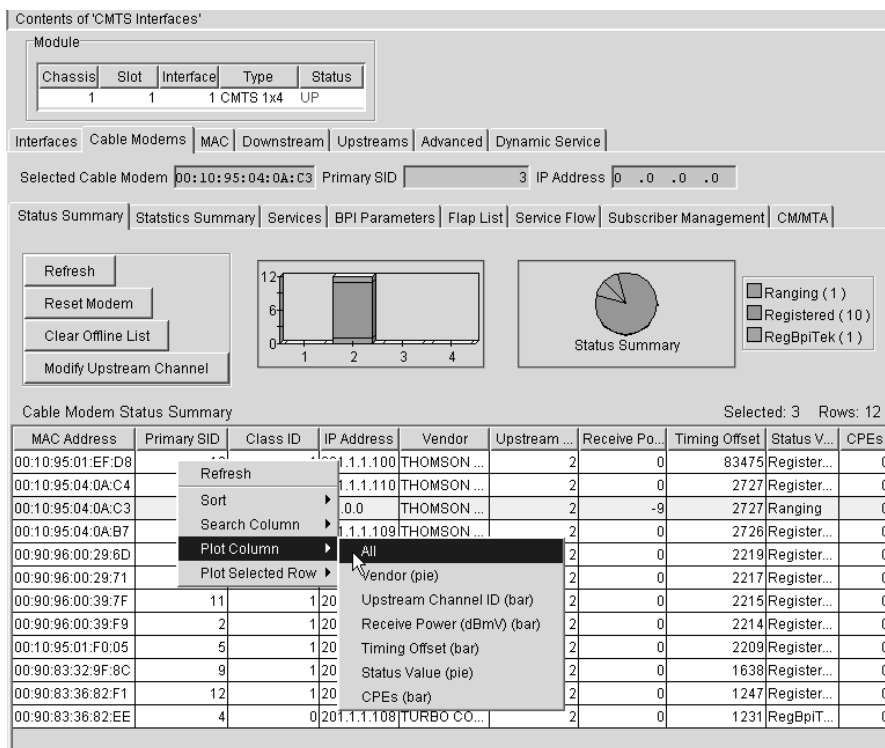 Contents of 'CMTS Interfaces'
Module
Chassis Slot Interface Type Status
1 1 1 CMTS 1x4 UP
Interfaces Cable Modems MAC Downstream Upstreams Advanced Dynamic Service
Selected Cable Modem 00:10:95:04:0A:C3 Primary SID 3 IP Address 0 .0 .0 .0
Status Summary Statstics Summary Services BPI Parameters Flap List Service Flow Subscriber Management CM/MTA
Refresh
Reset Modem
Clear Offline List
Modify Upstream Channel
12
6
0
1 2 3 4
Status Summary
Ranging ( 1 )
Registered ( 10 )
RegBpiTek ( 1 )
Cable Modem Status Summary Selected: 3 Rows: 12
MAC Address Primary SID Class ID IP Address Vendor Upstream ... Receive Po... Timing Offset Status V... CPEs
00:10:95:01:EF:D8 1.1.1.100 THOMSON ... 2 0 83475 Register... 0
00:10:95:04:0A:C4 1.1.1.110 THOMSON ... 2 0 2727 Register... 0
00:10:95:04:0A:C3 .0.0 THOMSON ... 2 -9 2727 Ranging 0
00:10:95:04:0A:B7 1.1.1.109 THOMSON ... 2 0 2726 Register... 0
00:90:96:00:29:6D 2 0 2219 Register... 0
00:90:96:00:29:71 2 0 2217 Register... 0
00:90:96:00:39:7F 11 1 20 2 0 2215 Register... 0
00:90:96:00:39:F9 2 1 20 2 0 2214 Register... 0
00:10:95:01:F0:05 5 1 20 2 0 2209 Register... 0
00:90:83:32:9F:8C 9 1 20 2 0 1638 Register... 0
00:90:83:36:82:F1 12 1 20 2 0 1247 Register... 0
00:90:83:36:82:EE 4 0 201.1.1.108 TURBO CO... 2 0 1231 RegBpiT... 0
Refresh
Sort
Search Column
Plot Column
Plot Selected Row
All
Vendor (pie)
Upstream Channel ID (bar)
Receive Power (dBmV) (bar)
Timing Offset (bar)
Status Value (pie)
CPEs (bar)